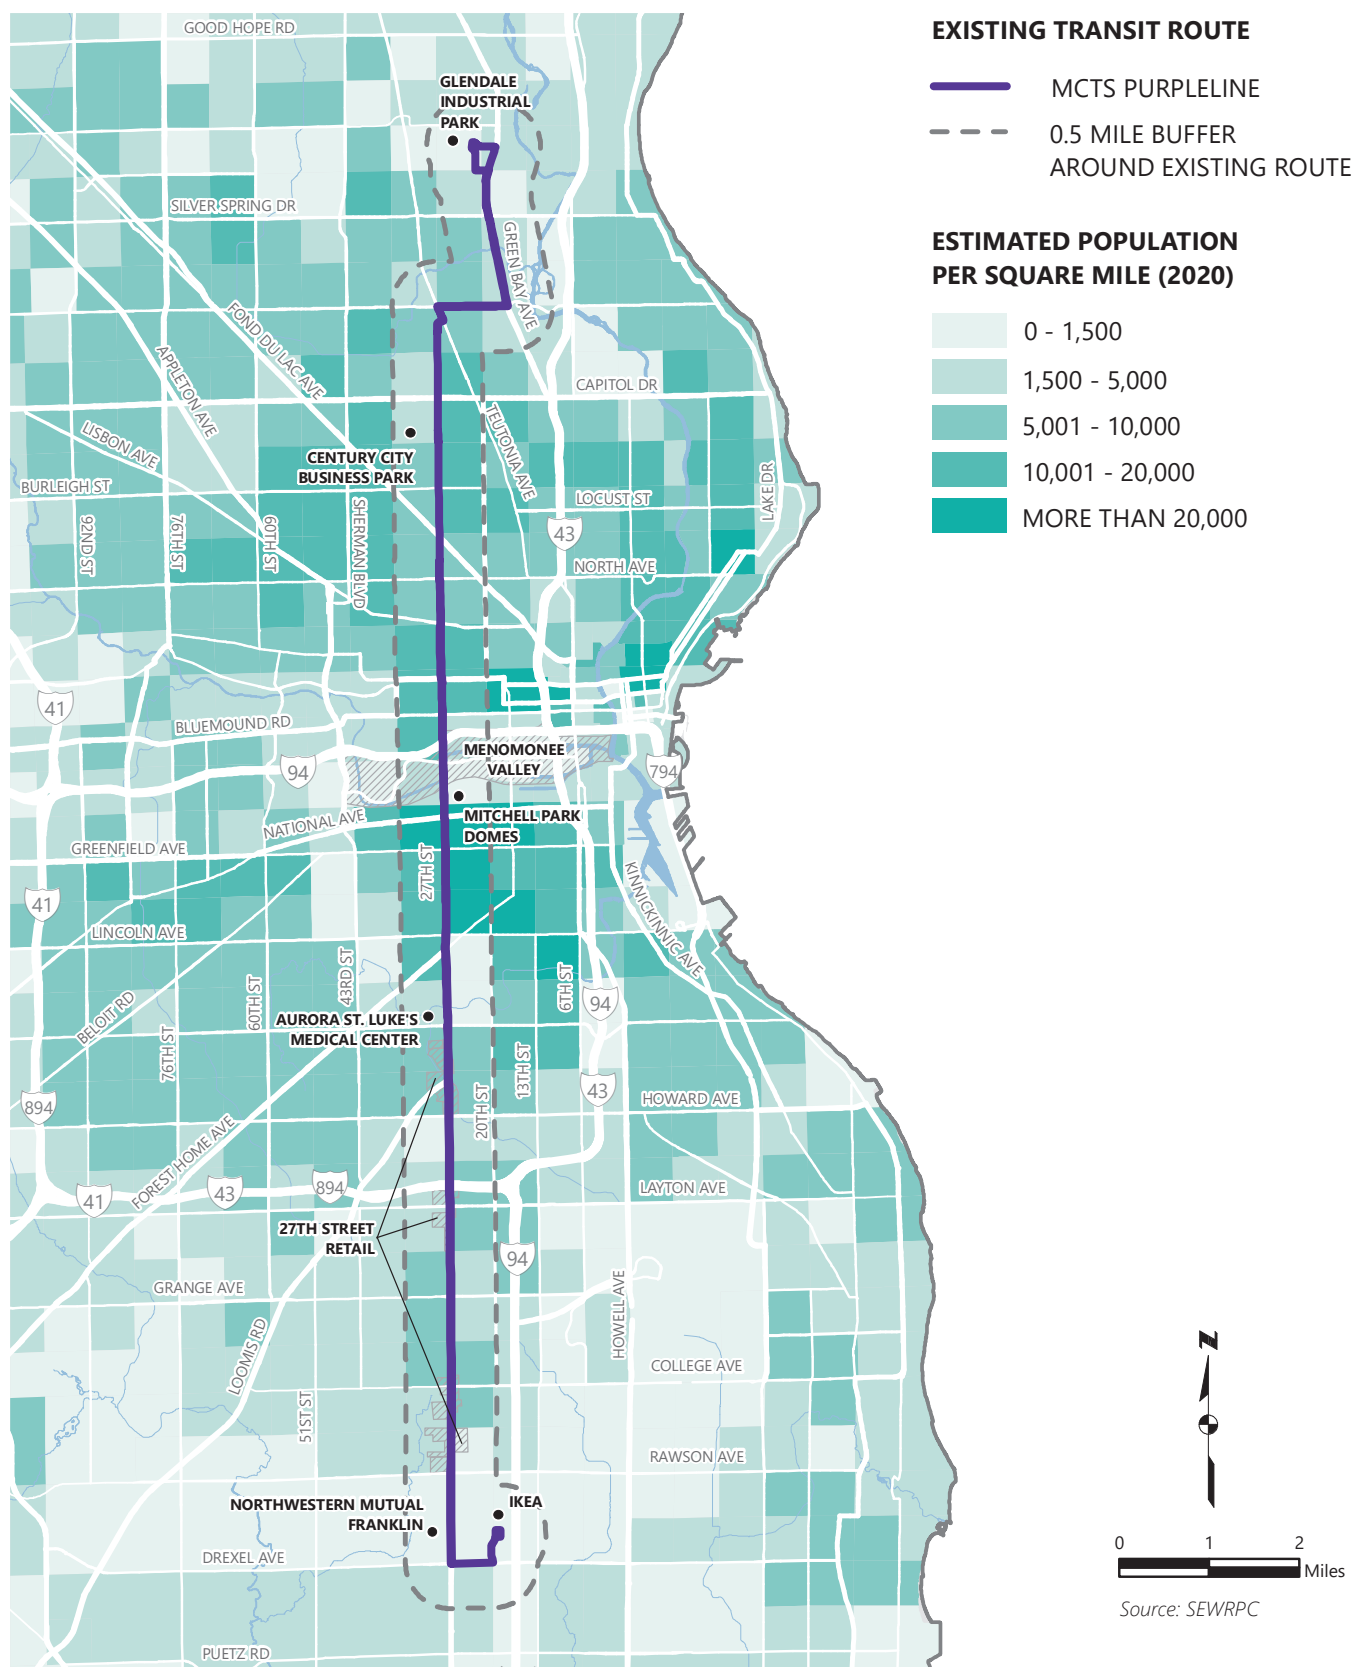 EXISTING TRANSIT ROUTE
MCTS PURPLELINE
0.5 MILE BUFFER
AROUND EXISTING ROUTE
ESTIMATED POPULATION
PER SQUARE MILE (2020)
0 - 1,500
1,500 - 5,000
5,001 - 10,000
10,001 - 20,000
MORE THAN 20,000
GOOD HOPE RD
GLENDALE
INDUSTRIAL
PARK
SILVER SPRING DR
GREEN BAY AVE
FOND DU LAC AVE
APPLETON AVE
CAPITOL DR
LISBON AVE
TEUTONIA AVE
CENTURY CITY
BUSINESS PARK
BURLEIGH ST
LOCUST ST
LAKE DR
92ND ST
76TH ST
60TH ST
SHERMAN BLVD
43
NORTH AVE
41
BLUEMOUND RD
MENOMONEE
VALLEY
94
794
MITCHELL PARK
DOMES
NATIONAL AVE
GREENFIELD AVE
27TH ST
KINNICKINNIC AVE
41
LINCOLN AVE
43RD ST
60TH ST
6TH ST
94
BELOIT RD
AURORA ST. LUKE'S
MEDICAL CENTER
76TH ST
13TH ST
20TH ST
43
HOWARD AVE
894
FOREST HOME AVE
41
43
894
LAYTON AVE
27TH STREET
RETAIL
94
GRANGE AVE
HOWELL AVE
LOOMIS RD
COLLEGE AVE
51ST ST
RAWSON AVE
NORTHWESTERN MUTUAL
FRANKLIN
IKEA
DREXEL AVE
PUETZ RD
N
0 1 2
Miles
Source: SEWRPC